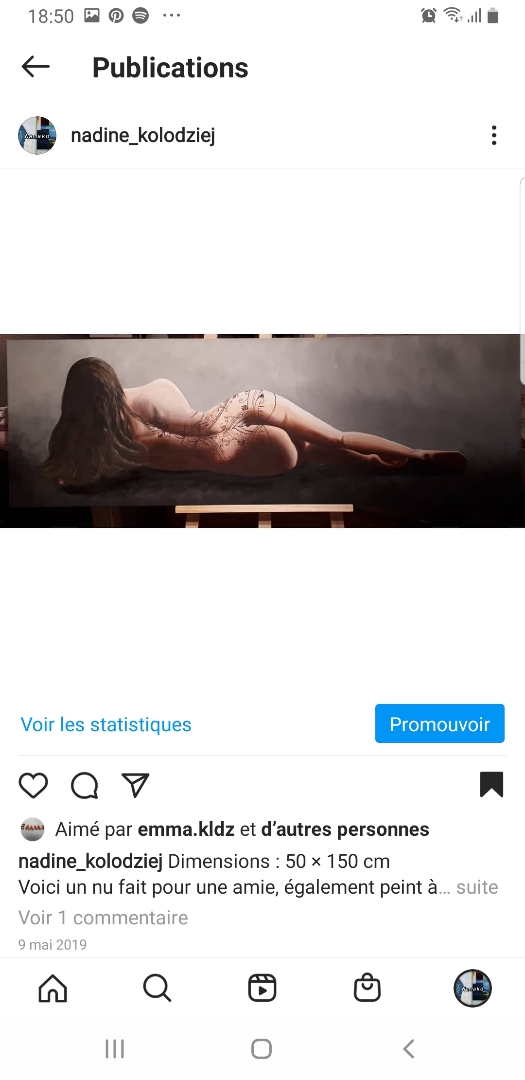 18:50
Publications
nadine_kolodziej
Voir les statistiques
Promouvoir
Aimé par emma.kldz et d’autres personnes
nadine_kolodziej Dimensions : 50 × 150 cm
Voici un nu fait pour une amie, également peint à... suite
Voir 1 commentaire
9 mai 2019